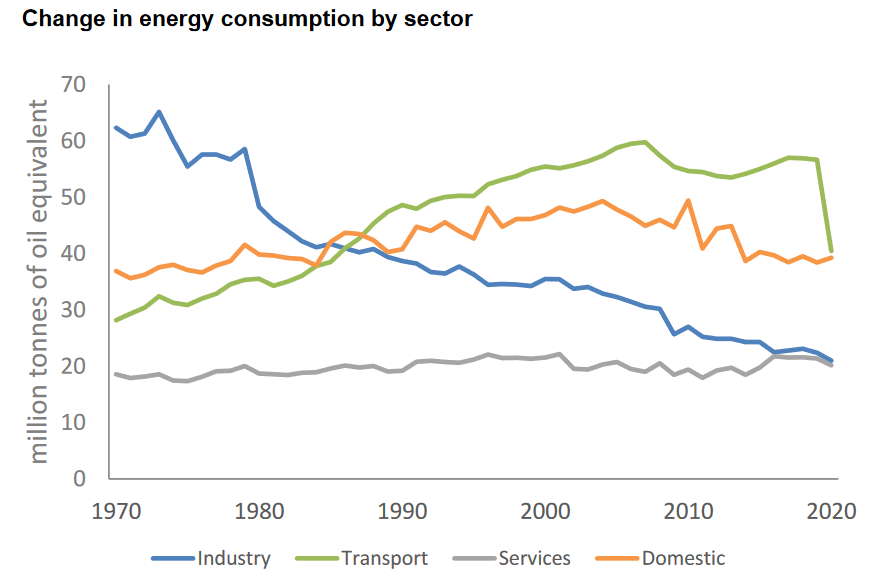 Change in energy consumption by sector
million tonnes of oil equivalent
70
60
50
40
30
20
10
0
1970 1980 1990 2000 2010 2020
Industry Transport Services Domestic